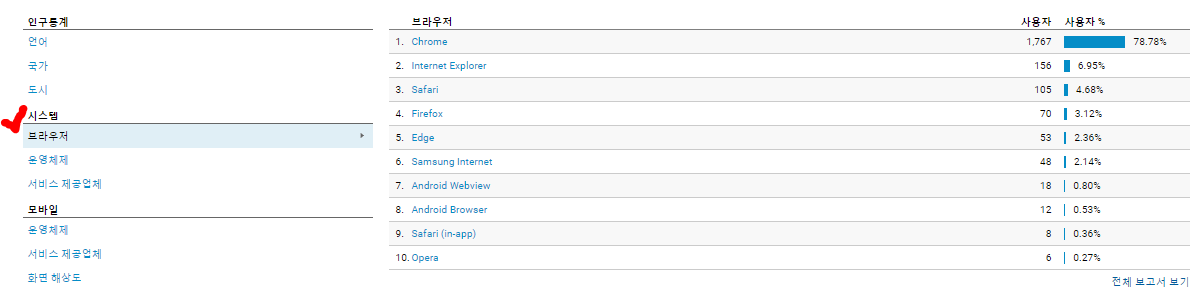 인구통계
언어
국가
도시
시스템
브라우저
운영체제
서비스 제공업체
모바일
운영체제
서비스 제공업체
화면 해상도
브라우저 사용자 사용자 %
1. Chrome 1,767 78.78%
2. Internet Explorer 156 6.95%
3. Safari 105 4.68%
4. Firefox 70 3.12%
5. Edge 53 2.36%
6. Samsung Internet 48 2.14%
7. Android Webview 18 0.80%
8. Android Browser 12 0.53%
9. Safari (in-app) 8 0.36%
10. Opera 6 0.27%
전체 보고서 보기